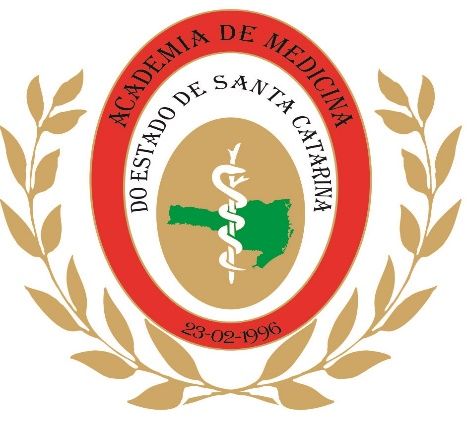 ACADEMIA DE MEDICINA
DO ESTADO DE SANTA CATARINA
23-02-1996